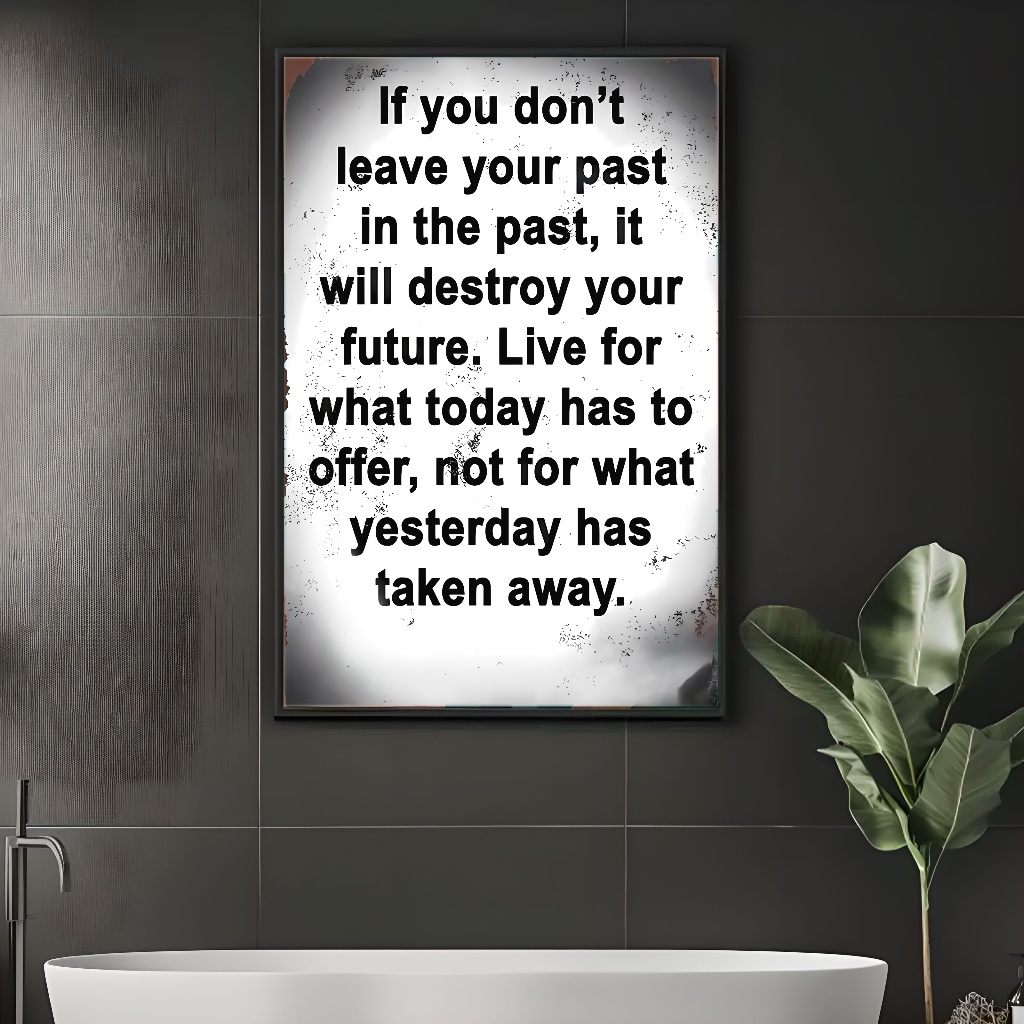 If you don’t
leave your past
in the past, it
will destroy your
future. Live for
what today has to
offer, not for what
yesterday has
taken away.